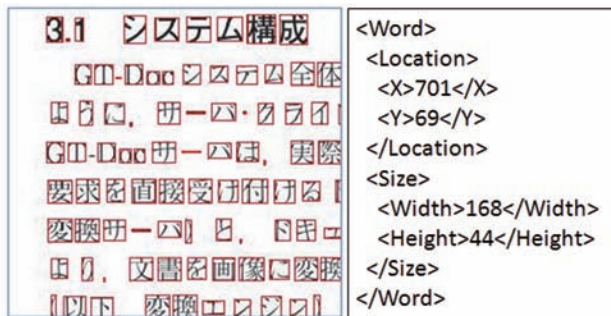 3.1 システム構成
GT-Docシステム全体
ように，サーバ・クライ
GT-Docサーバは，実際
要求を直接受け付ける
変換サーバ）と，ドキュ
より，文書を画像に変換
（以下 変換エンジン）
<Word>
<Location>
<X>701</X>
<Y>69</Y>
</Location>
<Size>
<Width>168</Width>
<Height>44</Height>
</Size>
</Word>